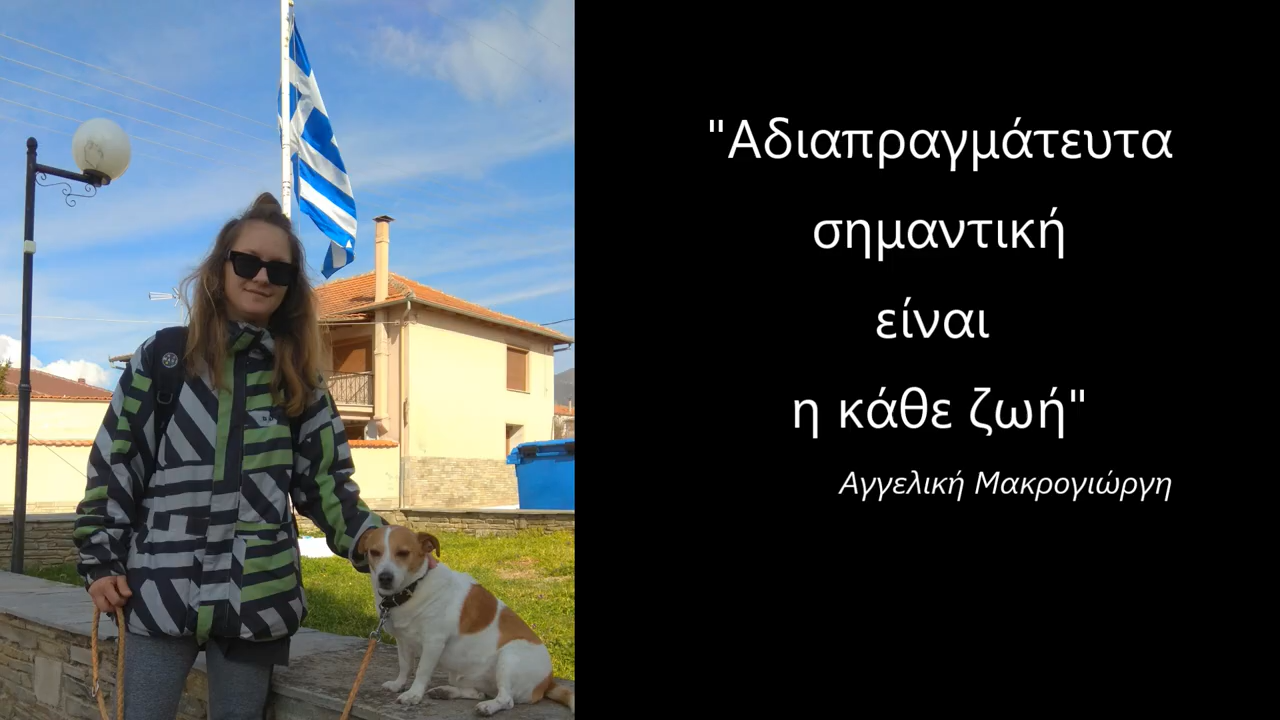 "Αδιαπραγμάτευτα
σημαντική
είναι
η κάθε ζωή"
Αγγελική Μακρογιώργη